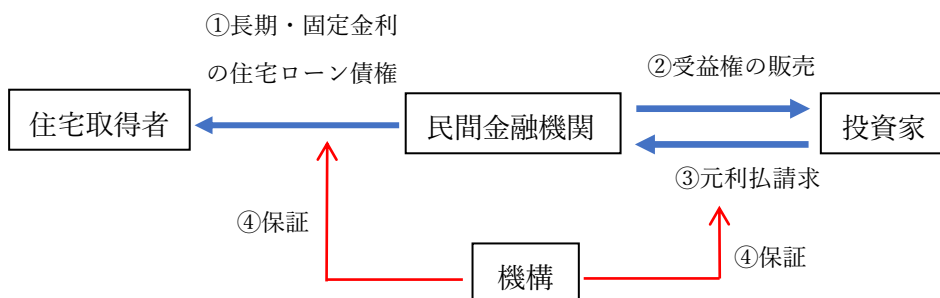 ①長期・固定金利
の住宅ローン債権
②受益権の販売
住宅取得者
民間金融機関
投資家
③元利払請求
④保証
④保証
機構